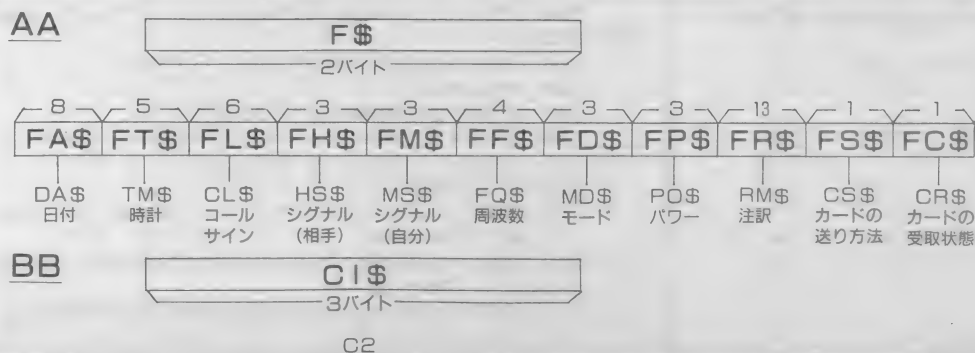 AA
F$
2バイト
8 5 6 3 3 4 3 3 13 1 1
FA$ FT$ FL$ FH$ FM$ FF$ FD$ FP$ FR$ FS$ FC$
DA$ TM$ CL$ HS$ MS$ FQ$ MD$ PO$ RM$ CS$ CR$
日付 時計 コール シグナル シグナル 周波数 モード パワー 注訳 カードの カードの
サイン (相手) (自分) 送り方法 受取状態
BB
CI$
3バイト
C2